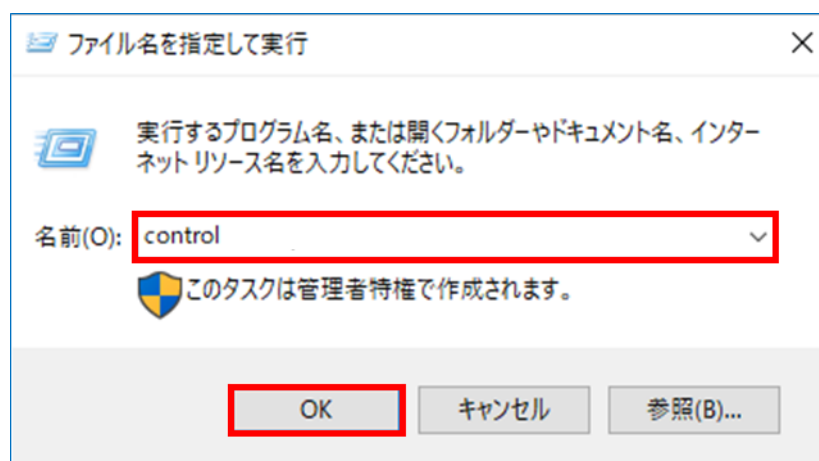 ファイル名を指定して実行
実行するプログラム名、または開くフォルダーやドキュメント名、インター
ネット リソース名を入力してください。
名前(O): control
このタスクは管理者特権で作成されます。
OK キャンセル 参照(B)...